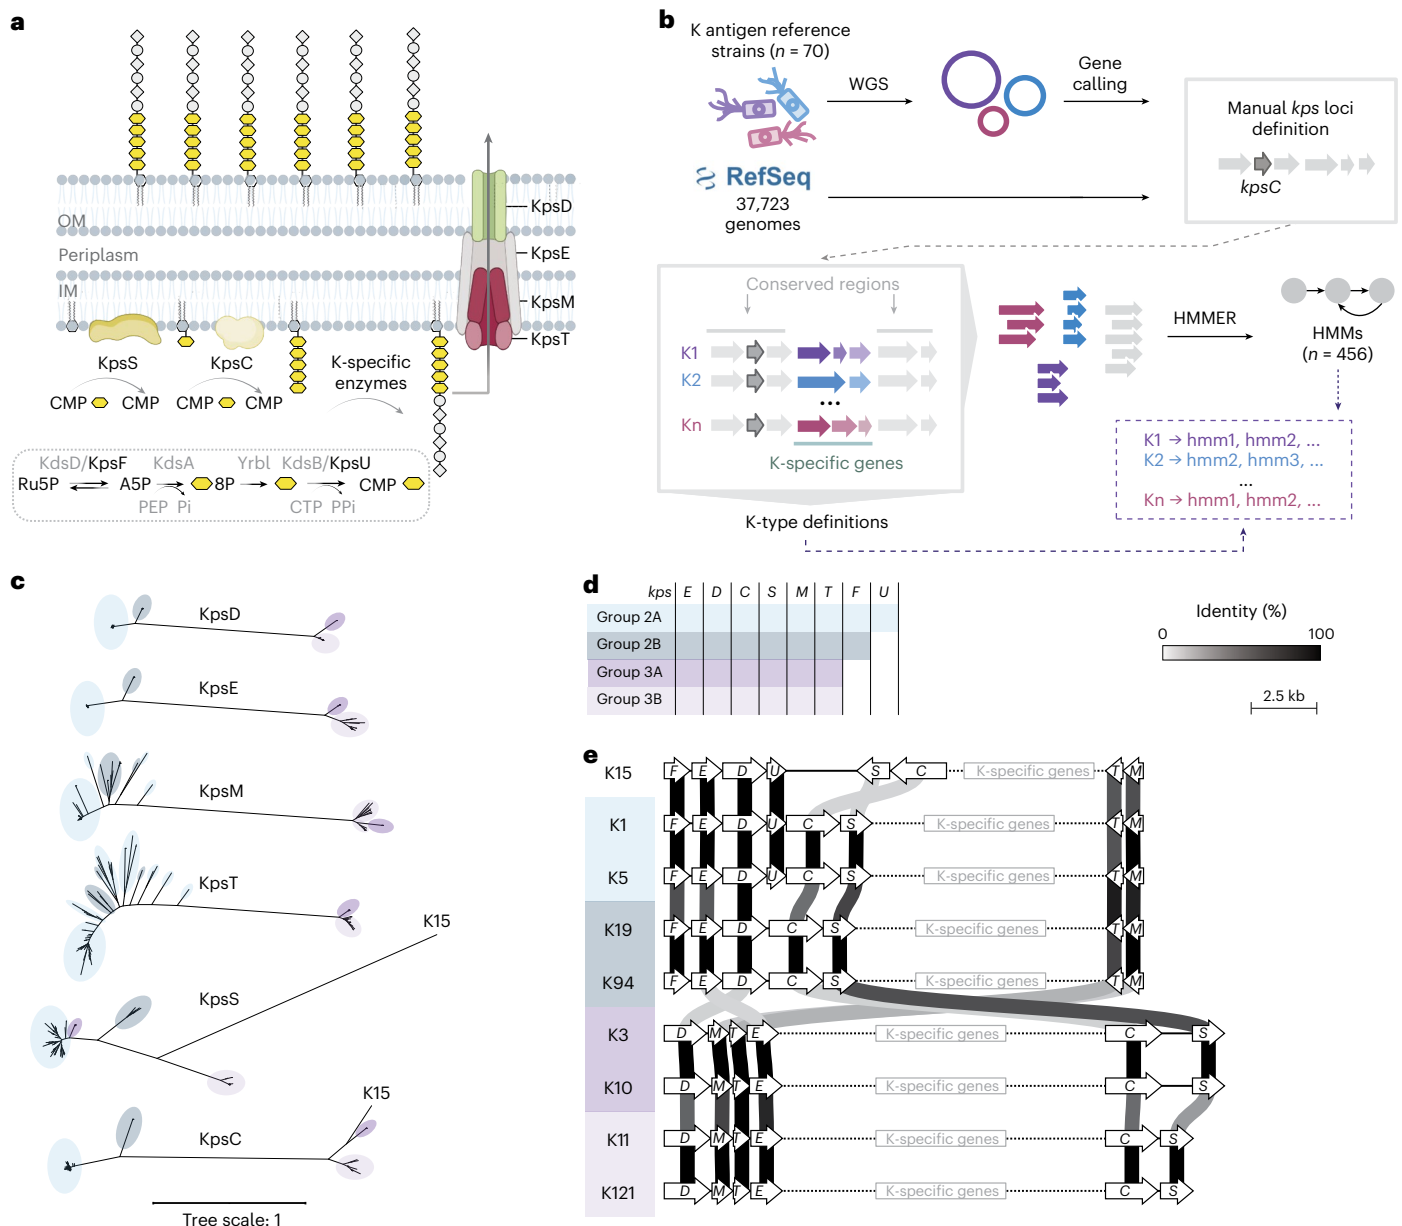 a
OM
Periplasm
IM
KpsD
KpsE
KpsM
KpsT
KpsS
KpsC
K-specific
enzymes
CMP CMP CMP CMP
KdsD/KpsF KdsA Yrbl KdsB/KpsU
Ru5P A5P 8P CMP
PEP Pi CTP PPi
b
K antigen reference
strains (n = 70)
WGS
Gene
calling
RefSeq
37,723
genomes
Manual kps loci
definition
kpsC
Conserved regions
K1
K2
...
Kn
K-specific genes
K-type definitions
HMMER
HMMs
(n = 456)
K1 → hmm1, hmm2, ...
K2 → hmm2, hmm3, ...
...
Kn → hmm1, hmm2, ...
c
KpsD
KpsE
KpsM
KpsT
K15
KpsS
K15
KpsC
Tree scale: 1
d
kps E D C S M T F U
Group 2A
Group 2B
Group 3A
Group 3B
Identity (%)
0 100
2.5 kb
e
K15 F E D U S C K-specific genes T M
K1 F E D U C S K-specific genes T M
K5 F E D U C S K-specific genes T M
K19 F E D C S K-specific genes T M
K94 F E D C S K-specific genes T M
K3 D M T E K-specific genes C S
K10 D M T E K-specific genes C S
K11 D M T E K-specific genes C S
K121 D M T E K-specific genes C S